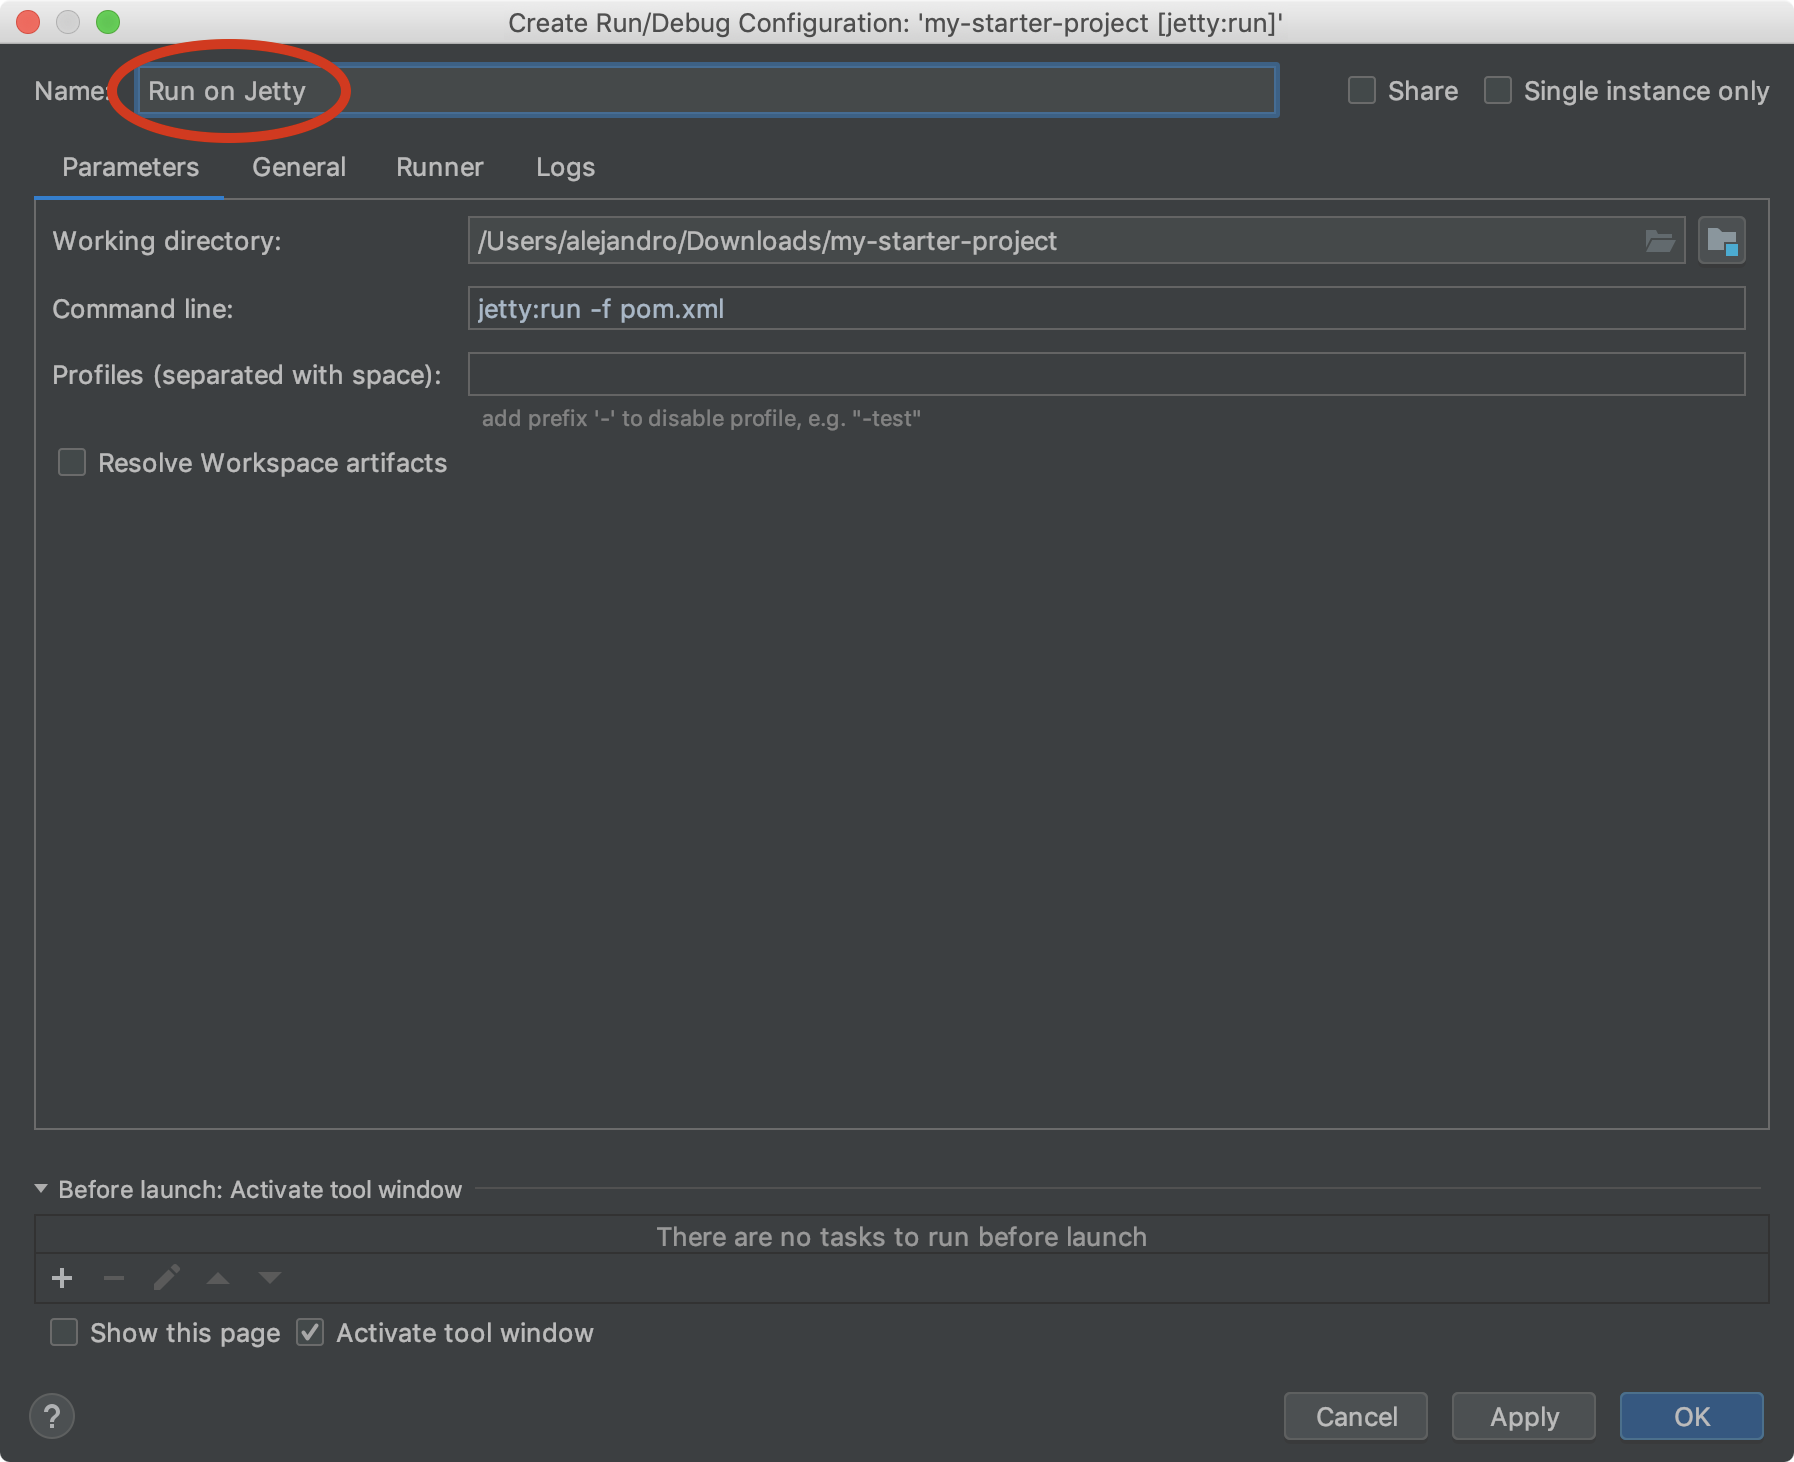 Create Run/Debug Configuration: 'my-starter-project [jetty:run]'
Name: Run on Jetty Share Single instance only
Parameters General Runner Logs
Working directory: /Users/alejandro/Downloads/my-starter-project
Command line: jetty:run -f pom.xml
Profiles (separated with space):
add prefix '-' to disable profile, e.g. "-test"
Resolve Workspace artifacts
Before launch: Activate tool window
There are no tasks to run before launch
Show this page Activate tool window
? Cancel Apply OK